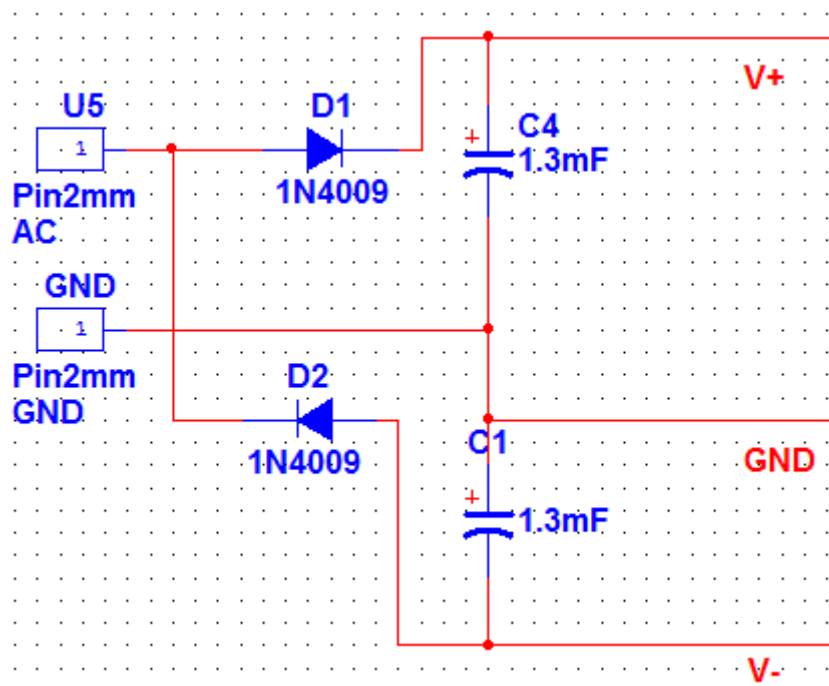 V+
U5
D1
C4
1
+
1.3mF
1N4009
Pin2mm
AC
GND
1
Pin2mm
GND
D2
1N4009
C1
+
1.3mF
GND
V-